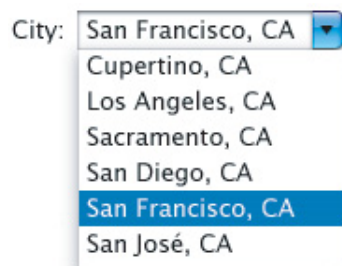 City: San Francisco, CA
Cupertino, CA
Los Angeles, CA
Sacramento, CA
San Diego, CA
San Francisco, CA
San José, CA